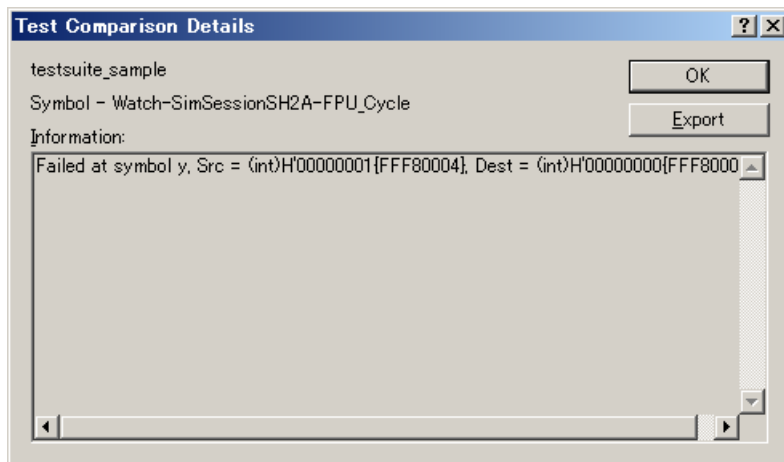 Test Comparison Details
testsuite_sample
OK
Symbol - Watch-SimSessionSH2A-FPU_Cycle
Export
Information:
Failed at symbol y, Src = (int)H'00000001{FFF80004}, Dest = (int)H'00000000{FFF8000